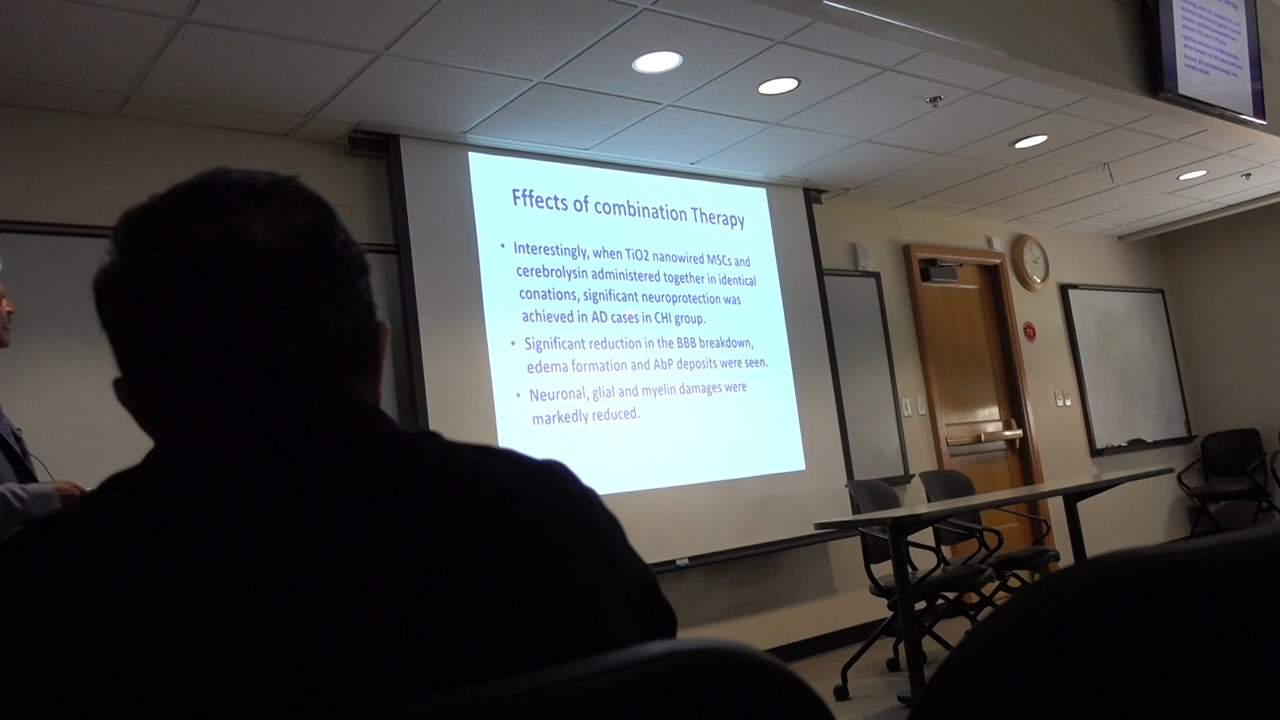 Fffects of combination Therapy
• Interestingly, when TiO2 nanowired MSCs and
cerebrolysin administered together in identical
conations, significant neuroprotection was
achieved in AD cases in CHI group.
• Significant reduction in the BBB breakdown,
edema formation and AbP deposits were seen.
• Neuronal, glial and myelin damages were
markedly reduced.